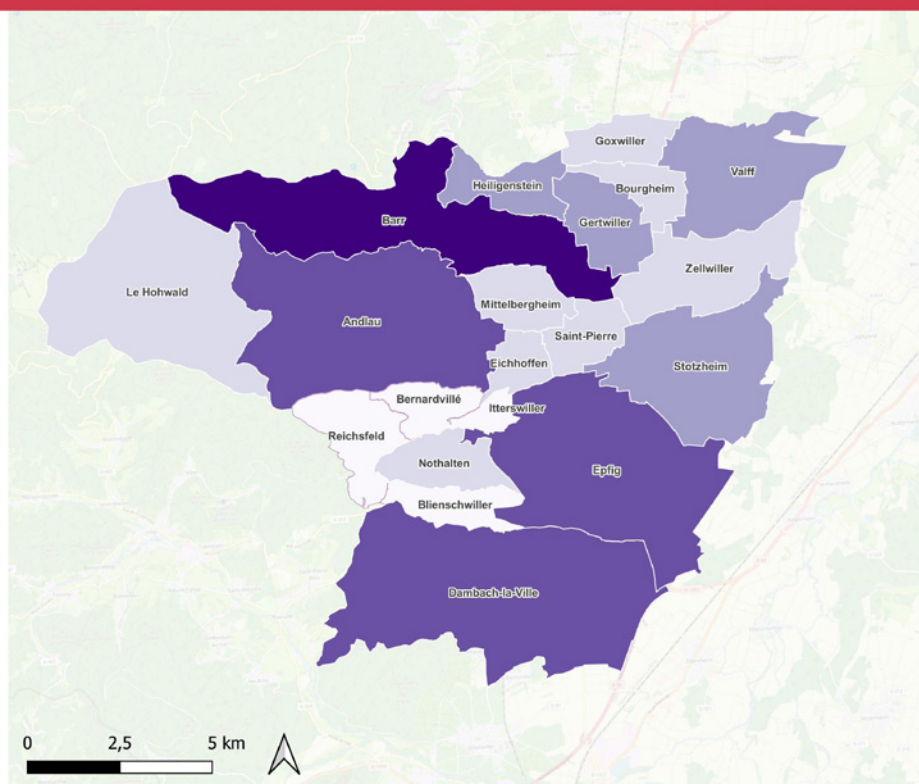 Goxwiller
Valff
Heiligenstein
Bourgheim
Barr
Gertwiller
Zellwiller
Le Hohwald
Mittelbergheim
Andlau
Saint-Pierre
Eichhoffen
Stotzheim
Bernardvillé
Itterswiller
Reichsfeld
Nothalten
Epfig
Blienschwiller
Dambach-la-Ville
0 2,5 5 km